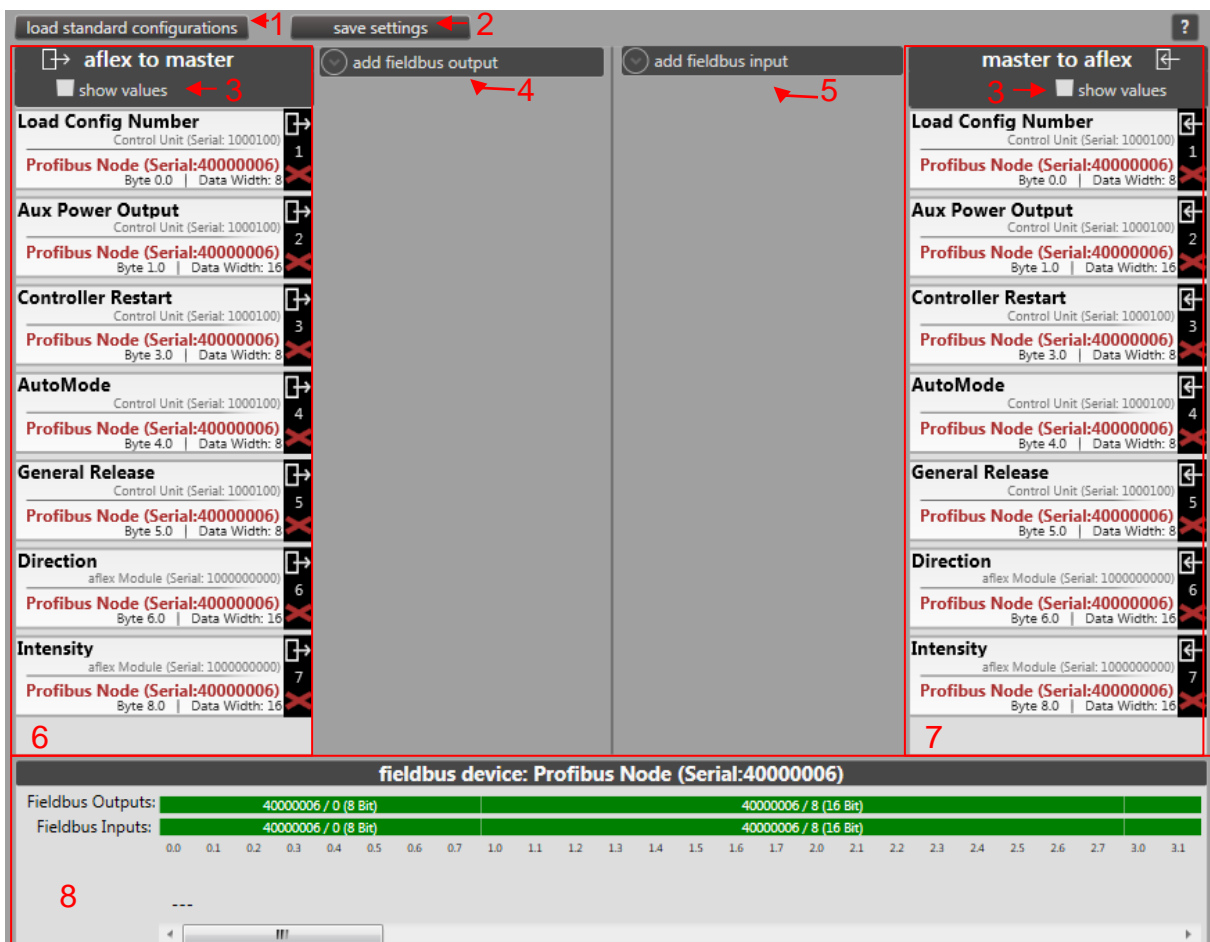 load standard configurations
1
save settings
2
?
aflex to master
show values
3
add fieldbus output
4
add fieldbus input
5
master to aflex
3
show values
Load Config Number
Control Unit (Serial: 1000100)
1
Profibus Node (Serial:40000006)
Byte 0.0 | Data Width: 8
Aux Power Output
Control Unit (Serial: 1000100)
2
Profibus Node (Serial:40000006)
Byte 1.0 | Data Width: 16
Controller Restart
Control Unit (Serial: 1000100)
3
Profibus Node (Serial:40000006)
Byte 3.0 | Data Width: 8
AutoMode
Control Unit (Serial: 1000100)
4
Profibus Node (Serial:40000006)
Byte 4.0 | Data Width: 8
General Release
Control Unit (Serial: 1000100)
5
Profibus Node (Serial:40000006)
Byte 5.0 | Data Width: 8
Direction
aflex Module (Serial: 1000000000)
6
Profibus Node (Serial:40000006)
Byte 6.0 | Data Width: 16
Intensity
aflex Module (Serial: 1000000000)
7
Profibus Node (Serial:40000006)
Byte 8.0 | Data Width: 16
6
Load Config Number
Control Unit (Serial: 1000100)
1
Profibus Node (Serial:40000006)
Byte 0.0 | Data Width: 8
Aux Power Output
Control Unit (Serial: 1000100)
2
Profibus Node (Serial:40000006)
Byte 1.0 | Data Width: 16
Controller Restart
Control Unit (Serial: 1000100)
3
Profibus Node (Serial:40000006)
Byte 3.0 | Data Width: 8
AutoMode
Control Unit (Serial: 1000100)
4
Profibus Node (Serial:40000006)
Byte 4.0 | Data Width: 8
General Release
Control Unit (Serial: 1000100)
5
Profibus Node (Serial:40000006)
Byte 5.0 | Data Width: 8
Direction
aflex Module (Serial: 1000000000)
6
Profibus Node (Serial:40000006)
Byte 6.0 | Data Width: 16
Intensity
aflex Module (Serial: 1000000000)
7
Profibus Node (Serial:40000006)
Byte 8.0 | Data Width: 16
7
fieldbus device: Profibus Node (Serial:40000006)
Fieldbus Outputs: 40000006 / 0 (8 Bit) 40000006 / 8 (16 Bit)
Fieldbus Inputs: 40000006 / 0 (8 Bit) 40000006 / 8 (16 Bit)
0.0 0.1 0.2 0.3 0.4 0.5 0.6 0.7 1.0 1.1 1.2 1.3 1.4 1.5 1.6 1.7 2.0 2.1 2.2 2.3 2.4 2.5 2.6 2.7 3.0 3.1
8
---